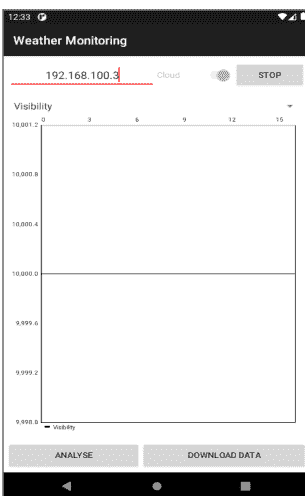 12:33
Weather Monitoring
192.168.100.3 Cloud STOP
Visibility
0 3 6 9 12 15
10,001.2
10,000.8
10,000.4
10,000.0
9,999.6
9,999.2
9,998.8
Visibility
ANALYSE DOWNLOAD DATA